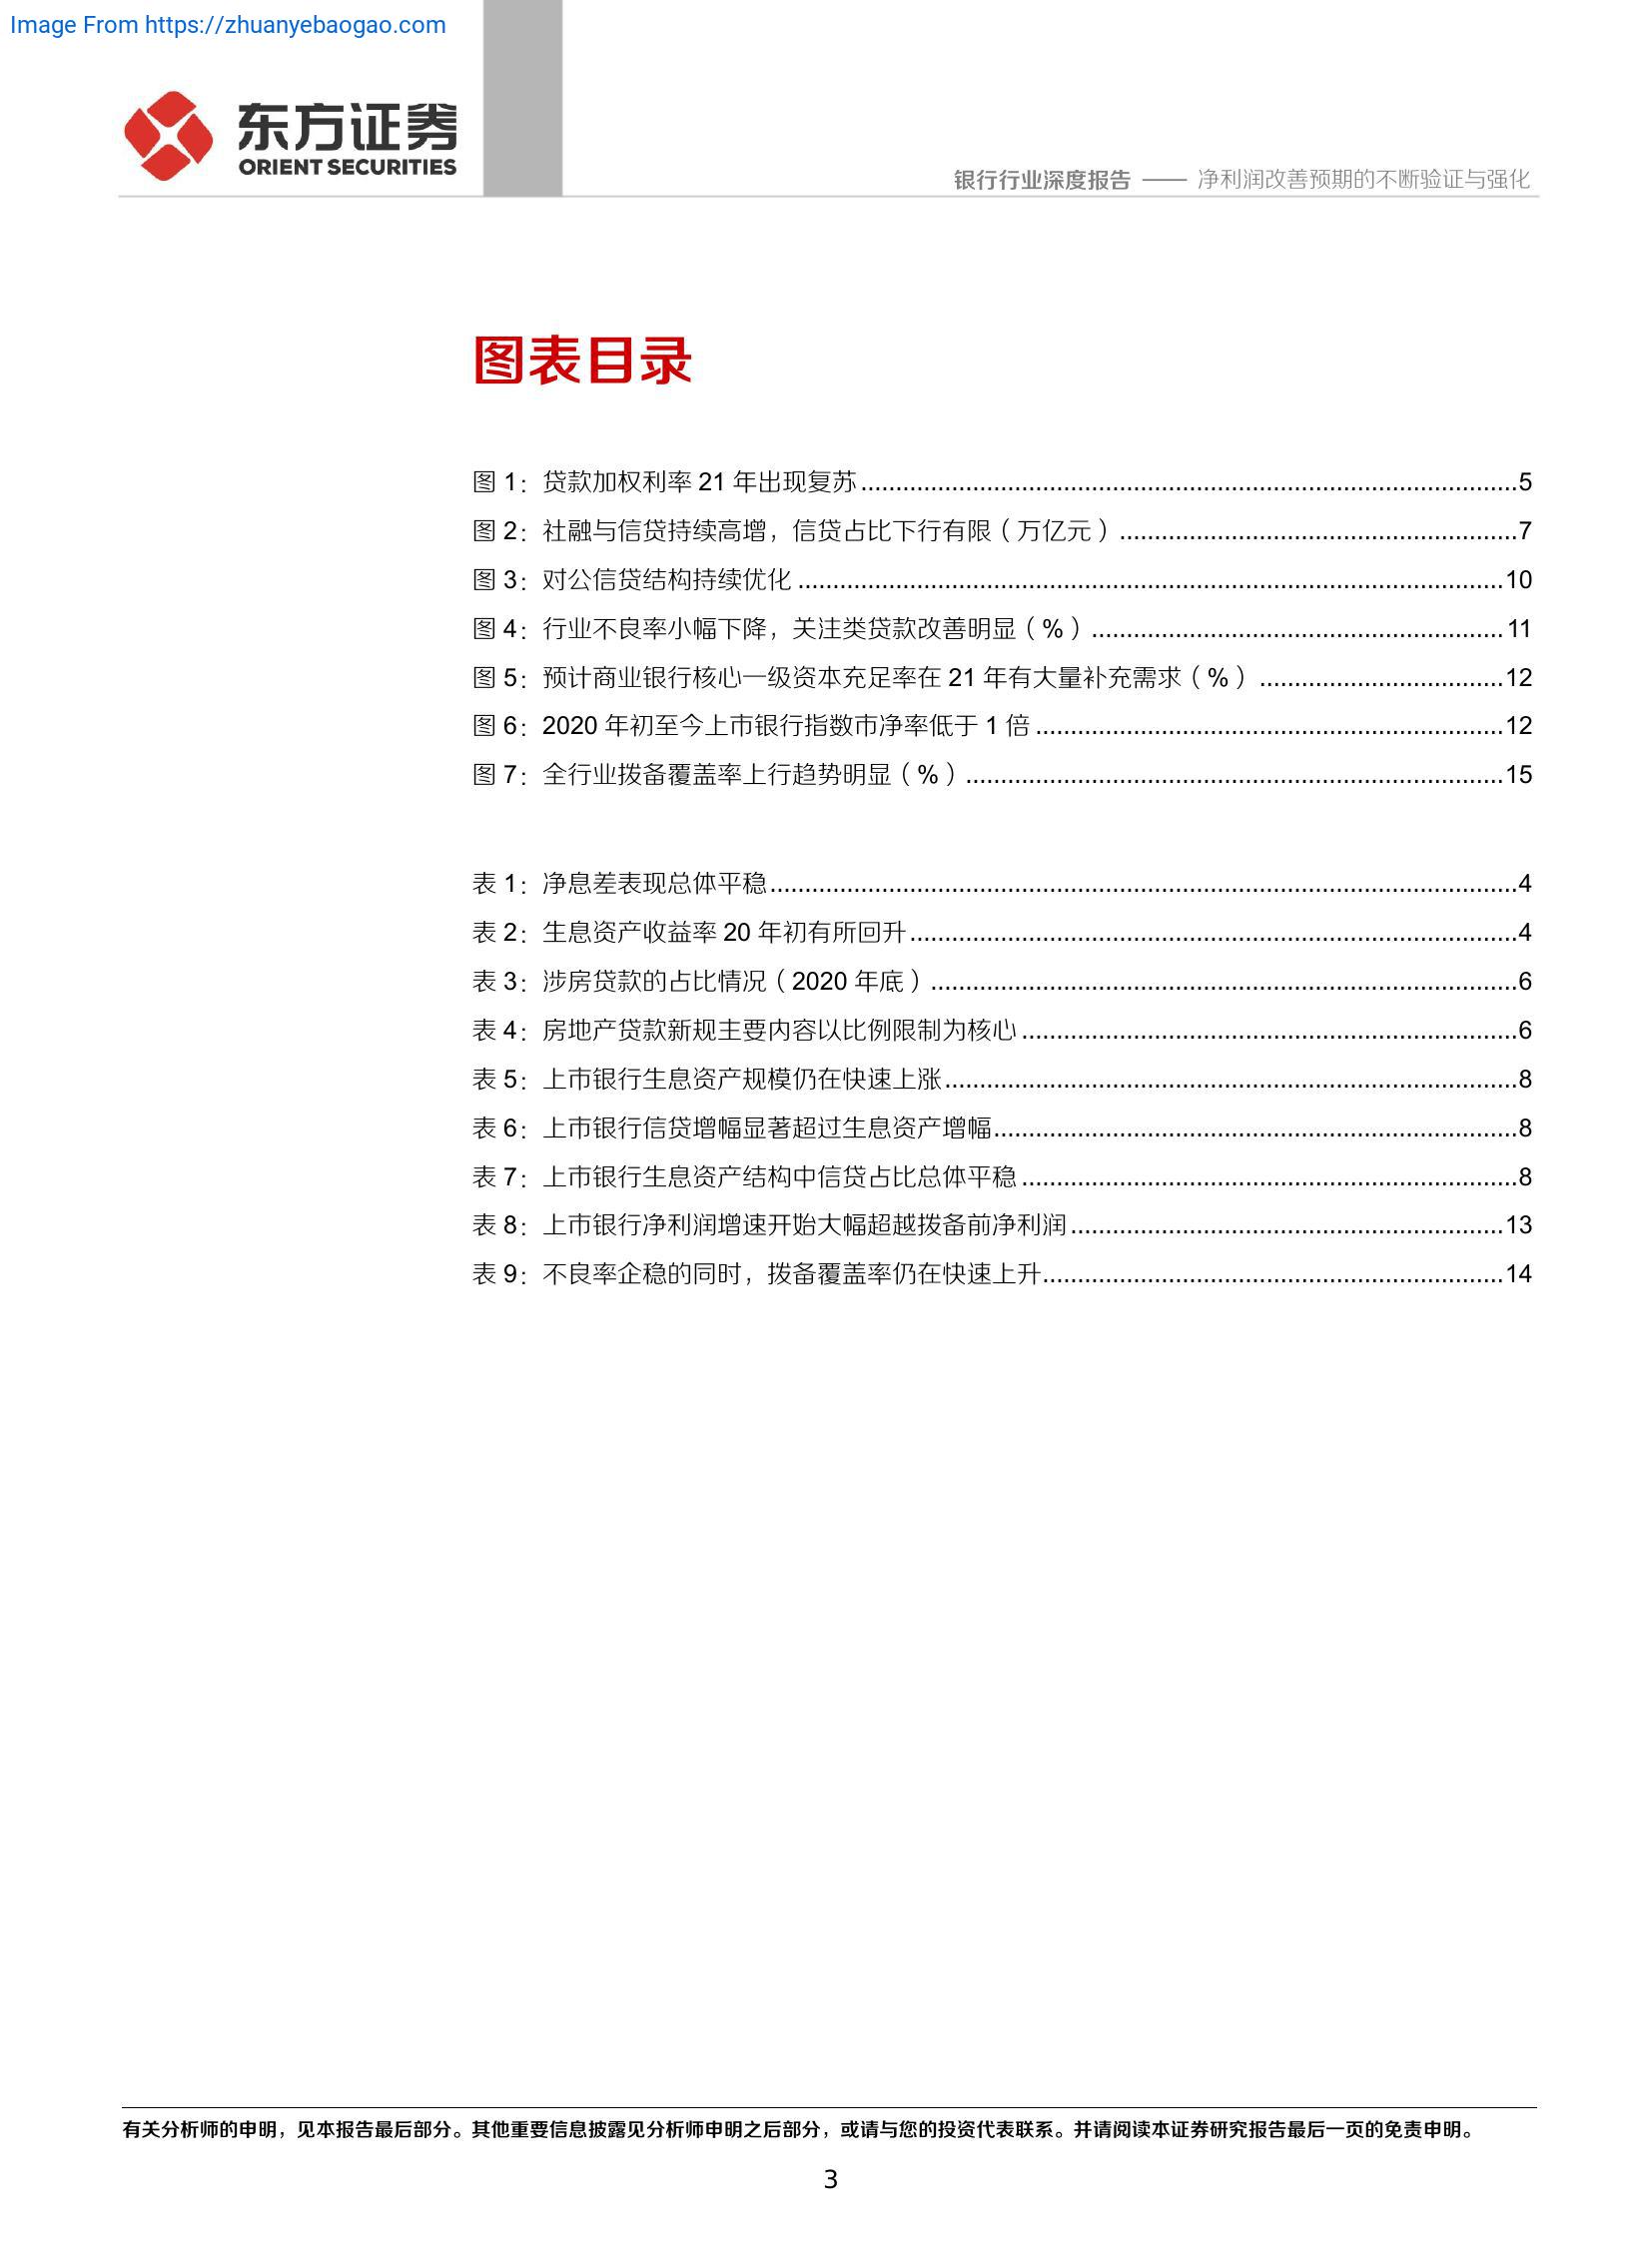 Image From https://zhuanyebaogao.com
东方证券
ORIENT SECURITIES
银行行业深度报告 —— 净利润改善预期的不断验证与强化
图表目录
图 1：贷款加权利率 21 年出现复苏 5
图 2：社融与信贷持续高增，信贷占比下行有限（万亿元） 7
图 3：对公信贷结构持续优化 10
图 4：行业不良率小幅下降，关注类贷款改善明显（%） 11
图 5：预计商业银行核心一级资本充足率在 21 年有大量补充需求（%） 12
图 6：2020 年初至今上市银行指数市净率低于 1 倍 12
图 7：全行业拨备覆盖率上行趋势明显（%） 15
表 1：净息差表现总体平稳 4
表 2：生息资产收益率 20 年初有所回升 4
表 3：涉房贷款的占比情况（2020 年底） 6
表 4：房地产贷款新规主要内容以比例限制为核心 6
表 5：上市银行生息资产规模仍在快速上涨 8
表 6：上市银行信贷增幅显著超过生息资产增幅 8
表 7：上市银行生息资产结构中信贷占比总体平稳 8
表 8：上市银行净利润增速开始大幅超越拨备前净利润 13
表 9：不良率企稳的同时，拨备覆盖率仍在快速上升 14
有关分析师的申明，见本报告最后部分。其他重要信息披露见分析师申明之后部分，或请与您的投资代表联系。并请阅读本证券研究报告最后一页的免责申明。
3